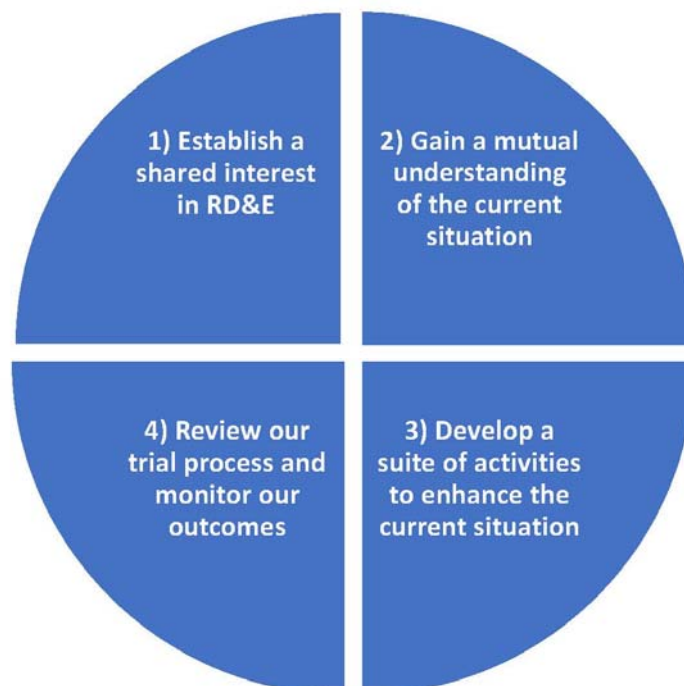 1) Establish a
shared interest
in RD&E
2) Gain a mutual
understanding
of the current
situation
3) Develop a
suite of activities
to enhance the
current situation
4) Review our
trial process and
monitor our
outcomes